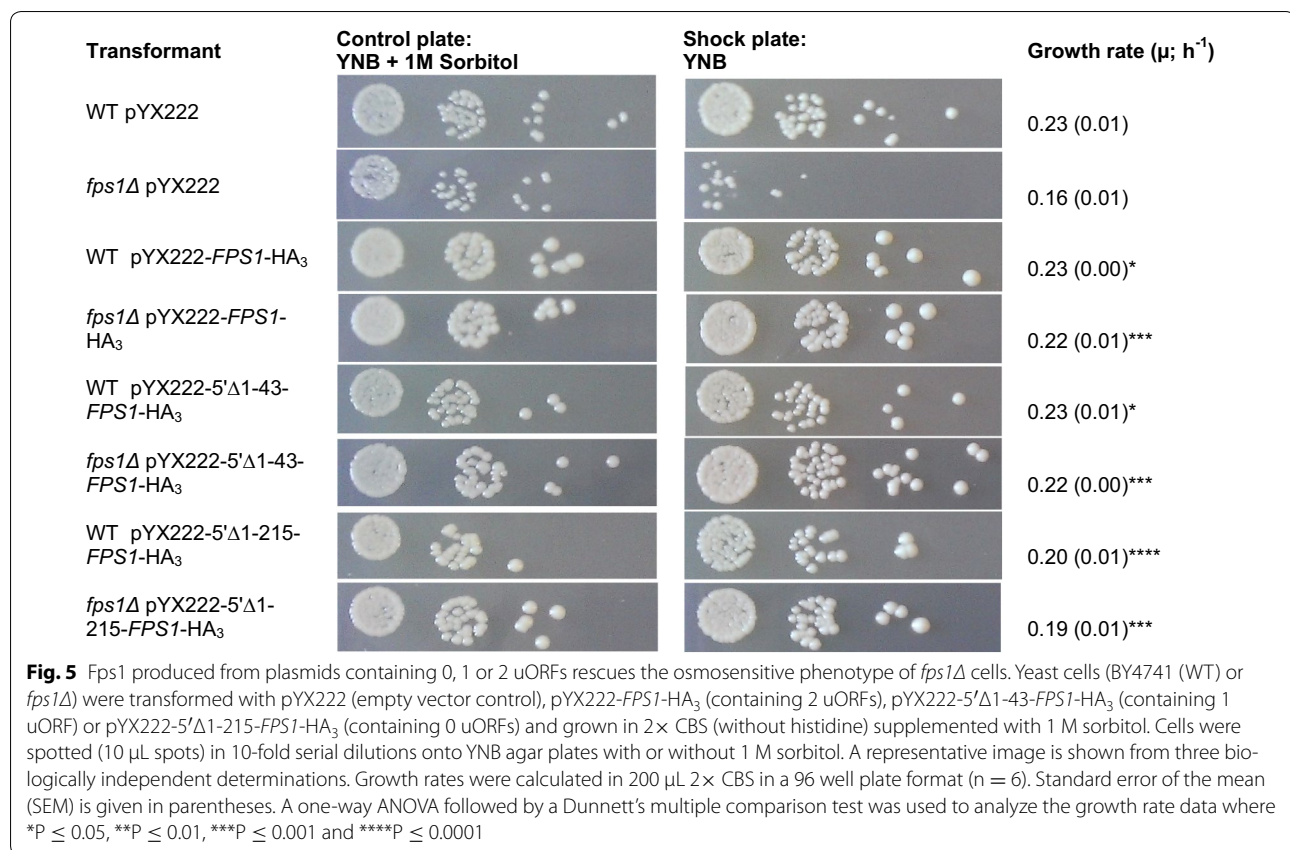 Transformant
Control plate:
YNB + 1M Sorbitol
Shock plate:
YNB
Growth rate (µ; h⁻¹)
WT pYX222
0.23 (0.01)
fps1Δ pYX222
0.16 (0.01)
WT pYX222-FPS1-HA₃
0.23 (0.00)*
fps1Δ pYX222-FPS1-
HA₃
0.22 (0.01)***
WT pYX222-5'Δ1-43-
FPS1-HA₃
0.23 (0.01)*
fps1Δ pYX222-5'Δ1-43-
FPS1-HA₃
0.22 (0.00)***
WT pYX222-5'Δ1-215-
FPS1-HA₃
0.20 (0.01)****
fps1Δ pYX222-5'Δ1-
215-FPS1-HA₃
0.19 (0.01)***
Fig. 5 Fps1 produced from plasmids containing 0, 1 or 2 uORFs rescues the osmosensitive phenotype of fps1Δ cells. Yeast cells (BY4741 (WT) or
fps1Δ) were transformed with pYX222 (empty vector control), pYX222-FPS1-HA₃ (containing 2 uORFs), pYX222-5′Δ1-43-FPS1-HA₃ (containing 1
uORF) or pYX222-5′Δ1-215-FPS1-HA₃ (containing 0 uORFs) and grown in 2× CBS (without histidine) supplemented with 1 M sorbitol. Cells were
spotted (10 µL spots) in 10-fold serial dilutions onto YNB agar plates with or without 1 M sorbitol. A representative image is shown from three bio-
logically independent determinations. Growth rates were calculated in 200 µL 2× CBS in a 96 well plate format (n = 6). Standard error of the mean
(SEM) is given in parentheses. A one-way ANOVA followed by a Dunnett's multiple comparison test was used to analyze the growth rate data where
*P ≤ 0.05, **P ≤ 0.01, ***P ≤ 0.001 and ****P ≤ 0.0001